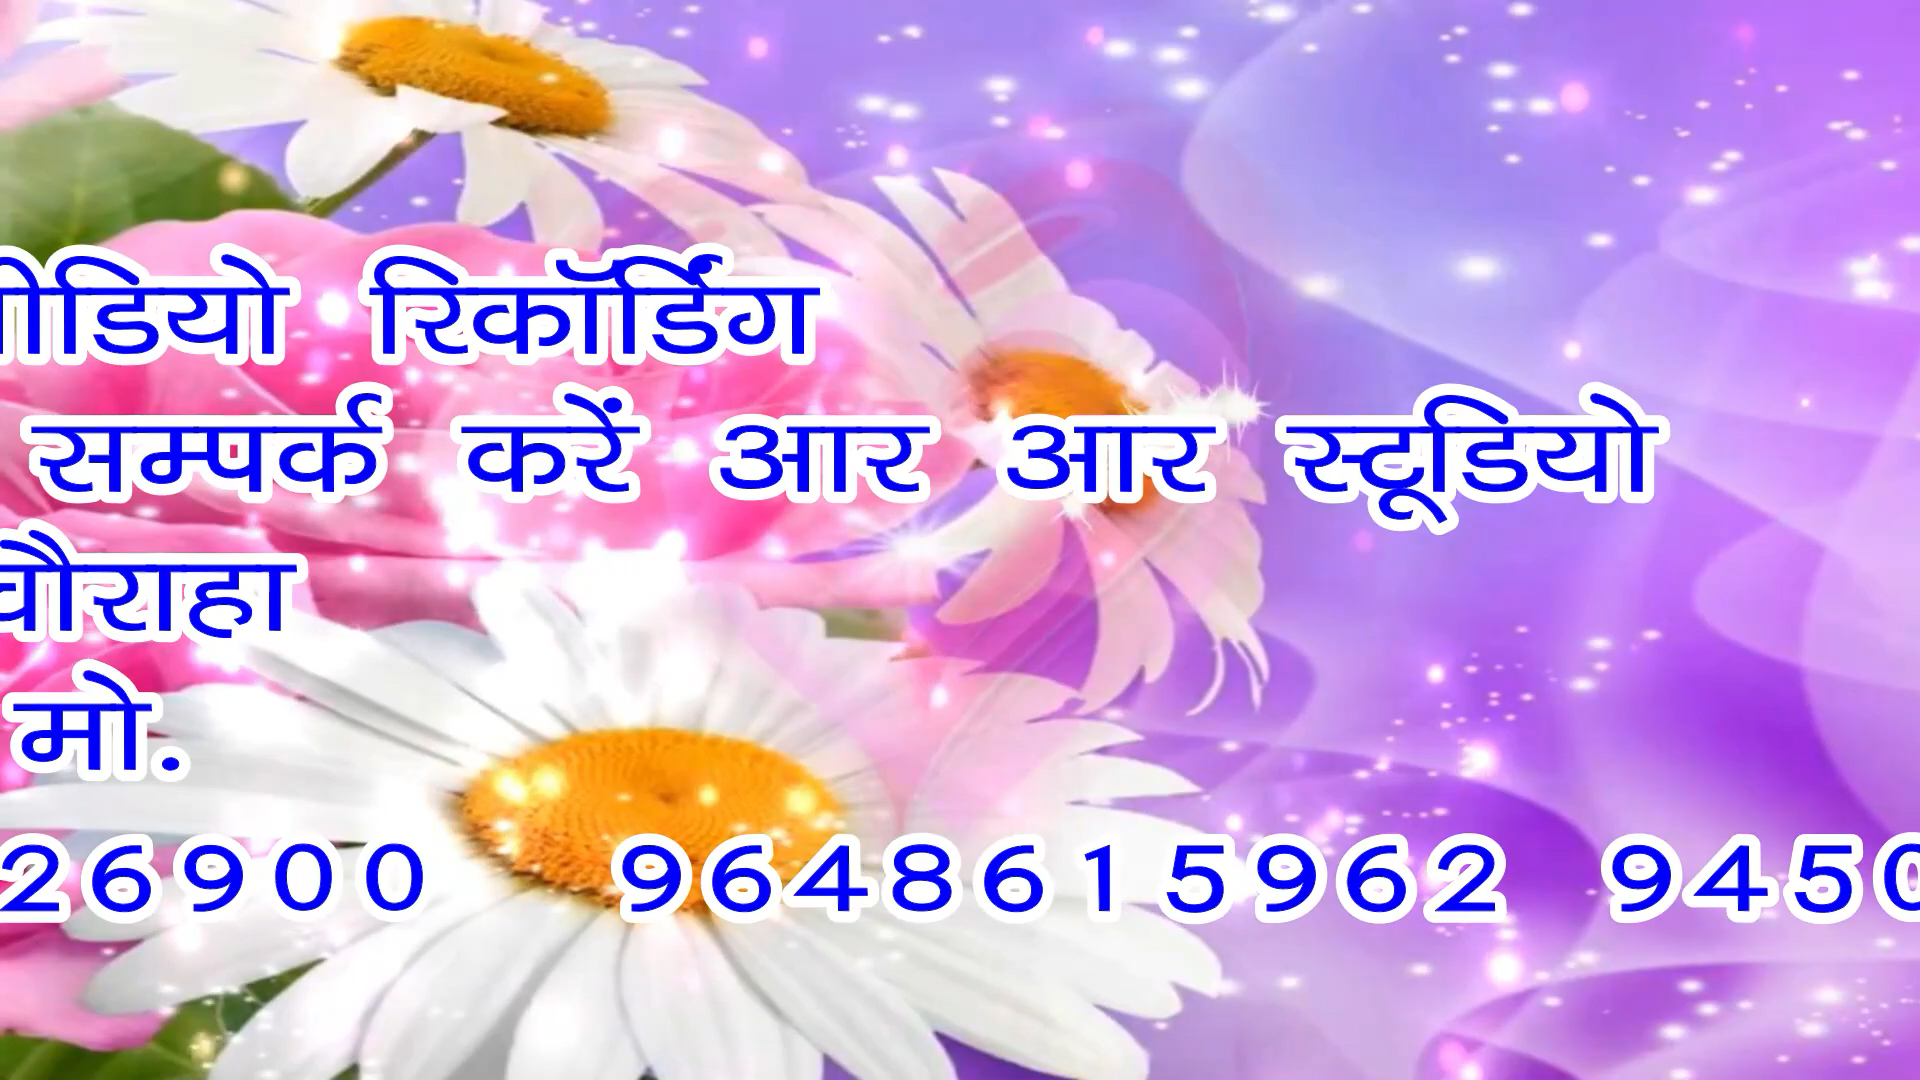 रिकॉर्डिंग
सम्पर्क करें आर आर स्टूडियो
मो.
26900 9648615962 9450